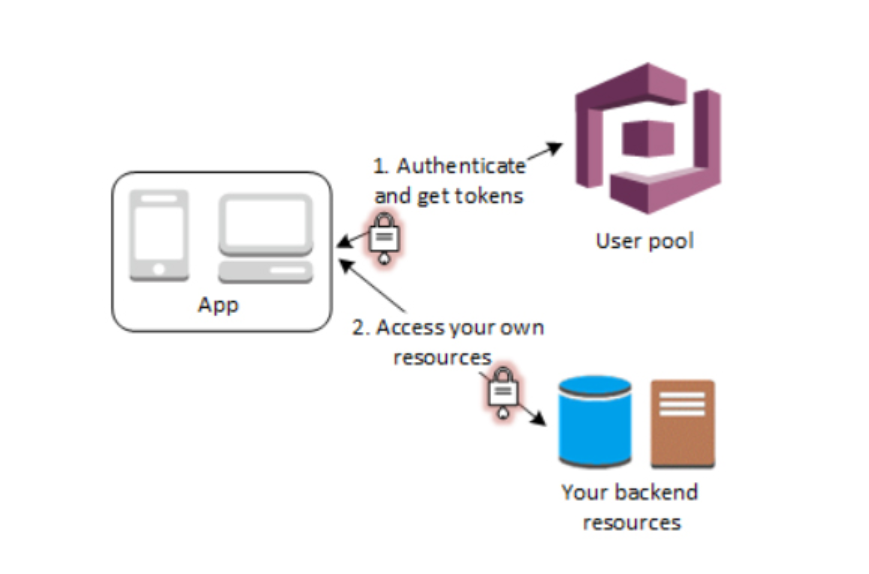 1. Authenticate
and get tokens
User pool
App
2. Access your own
resources
Your backend
resources